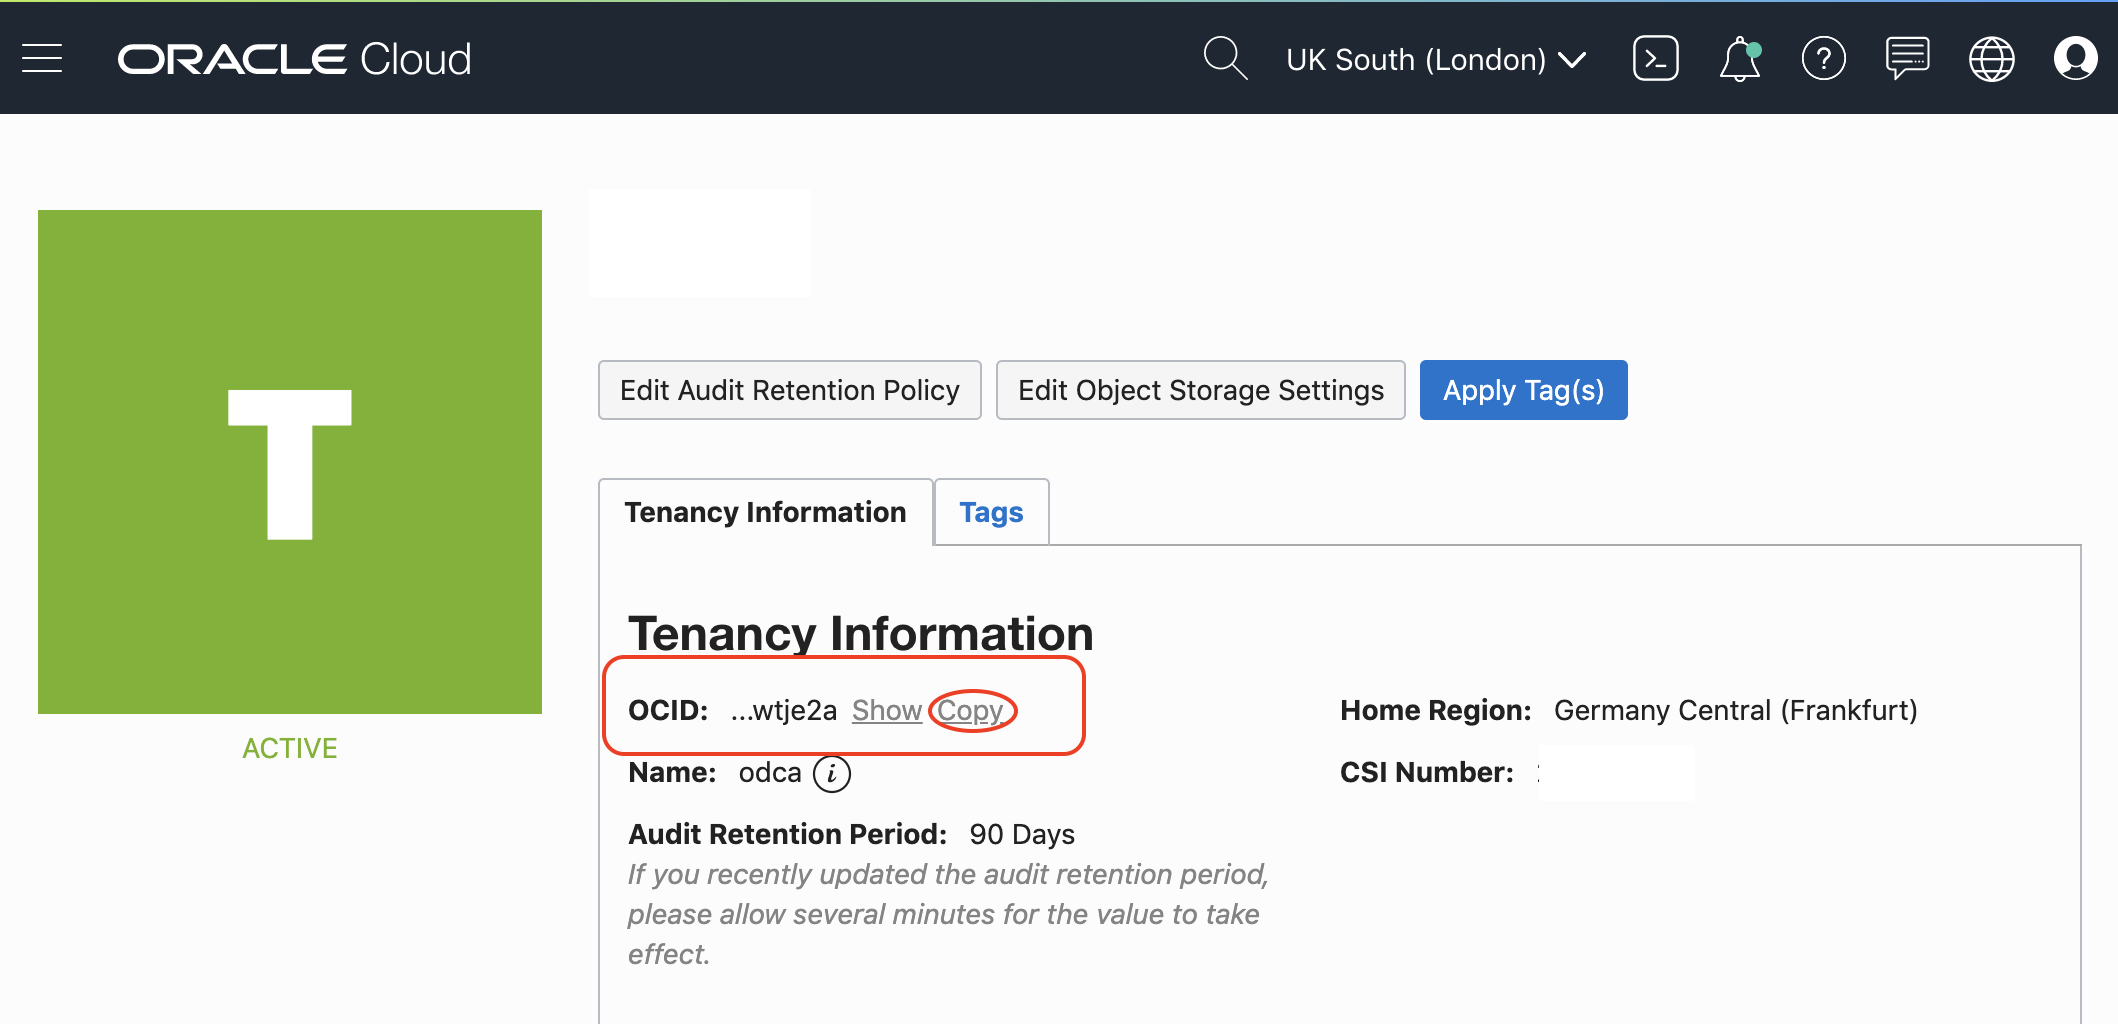 ORACLE Cloud
UK South (London)
T
ACTIVE
Edit Audit Retention Policy
Edit Object Storage Settings
Apply Tag(s)
Tenancy Information
Tags
Tenancy Information
OCID: ...wtje2a Show Copy
Home Region: Germany Central (Frankfurt)
Name: odca i
CSI Number:
Audit Retention Period: 90 Days
If you recently updated the audit retention period,
please allow several minutes for the value to take
effect.